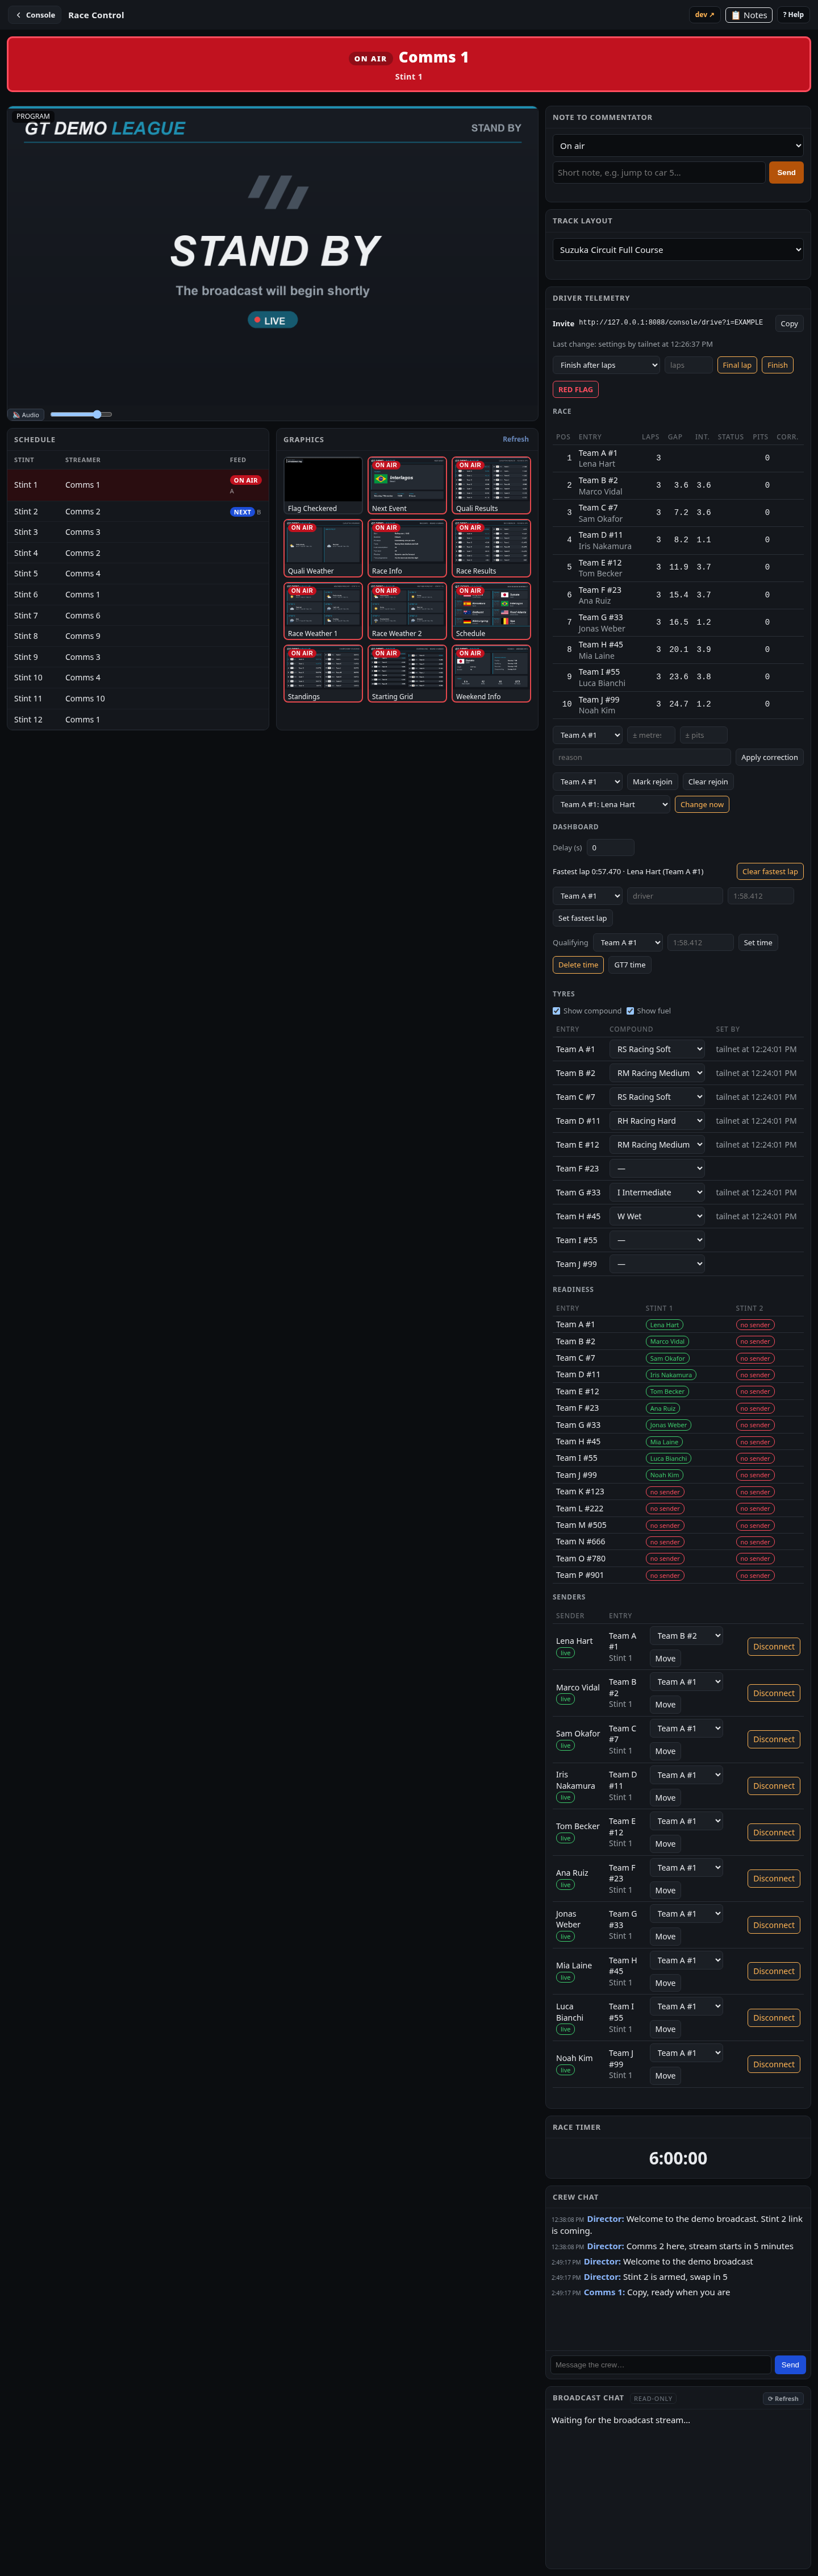 Console
Race Control
dev ↗
📋 Notes
? Help
ON AIR Comms 1
Stint 1
PROGRAM
GT DEMO LEAGUE
STAND BY
STAND BY
The broadcast will begin shortly
LIVE
Audio
SCHEDULE
STINT STREAMER FEED
Stint 1 Comms 1 ON AIR A
Stint 2 Comms 2 NEXT B
Stint 3 Comms 3
Stint 4 Comms 2
Stint 5 Comms 4
Stint 6 Comms 1
Stint 7 Comms 6
Stint 8 Comms 9
Stint 9 Comms 3
Stint 10 Comms 4
Stint 11 Comms 10
Stint 12 Comms 1
GRAPHICS
Refresh
Flag Checkered
ON AIR
Interlagos
Next Event
ON AIR
Quali Results
ON AIR
Quali Weather
ON AIR
Race Info
ON AIR
Race Results
ON AIR
Race Weather 1
ON AIR
Race Weather 2
ON AIR
Schedule
ON AIR
Standings
ON AIR
Starting Grid
ON AIR
Weekend Info
NOTE TO COMMENTATOR
On air
Short note, e.g. jump to car 5...
Send
TRACK LAYOUT
Suzuka Circuit Full Course
DRIVER TELEMETRY
Invite http://127.0.0.1:8088/console/drive?i=EXAMPLE Copy
Last change: settings by tailnet at 12:26:37 PM
Finish after laps laps Final lap Finish
RED FLAG
RACE
POS ENTRY LAPS GAP INT. STATUS PITS CORR.
1 Team A #1 3 0
Lena Hart
2 Team B #2 3 3.6 3.6 0
Marco Vidal
3 Team C #7 3 7.2 3.6 0
Sam Okafor
4 Team D #11 3 8.2 1.1 0
Iris Nakamura
5 Team E #12 3 11.9 3.7 0
Tom Becker
6 Team F #23 3 15.4 3.7 0
Ana Ruiz
7 Team G #33 3 16.5 1.2 0
Jonas Weber
8 Team H #45 3 20.1 3.9 0
Mia Laine
9 Team I #55 3 23.6 3.8 0
Luca Bianchi
10 Team J #99 3 24.7 1.2 0
Noah Kim
Team A #1 ± metres ± pits
reason Apply correction
Team A #1 Mark rejoin Clear rejoin
Team A #1: Lena Hart Change now
DASHBOARD
Delay (s) 0
Fastest lap 0:57.470 · Lena Hart (Team A #1) Clear fastest lap
Team A #1 driver 1:58.412
Set fastest lap
Qualifying Team A #1 1:58.412 Set time
Delete time GT7 time
TYRES
Show compound Show fuel
ENTRY COMPOUND SET BY
Team A #1 RS Racing Soft tailnet at 12:24:01 PM
Team B #2 RM Racing Medium tailnet at 12:24:01 PM
Team C #7 RS Racing Soft tailnet at 12:24:01 PM
Team D #11 RH Racing Hard tailnet at 12:24:01 PM
Team E #12 RM Racing Medium tailnet at 12:24:01 PM
Team F #23 —
Team G #33 I Intermediate tailnet at 12:24:01 PM
Team H #45 W Wet tailnet at 12:24:01 PM
Team I #55 —
Team J #99 —
READINESS
ENTRY STINT 1 STINT 2
Team A #1 Lena Hart no sender
Team B #2 Marco Vidal no sender
Team C #7 Sam Okafor no sender
Team D #11 Iris Nakamura no sender
Team E #12 Tom Becker no sender
Team F #23 Ana Ruiz no sender
Team G #33 Jonas Weber no sender
Team H #45 Mia Laine no sender
Team I #55 Luca Bianchi no sender
Team J #99 Noah Kim no sender
Team K #123 no sender no sender
Team L #222 no sender no sender
Team M #505 no sender no sender
Team N #666 no sender no sender
Team O #780 no sender no sender
Team P #901 no sender no sender
SENDERS
SENDER ENTRY
Lena Hart live Team A #1 Stint 1 Team B #2 Move Disconnect
Marco Vidal live Team B #2 Stint 1 Team A #1 Move Disconnect
Sam Okafor live Team C #7 Stint 1 Team A #1 Move Disconnect
Iris Nakamura live Team D #11 Stint 1 Team A #1 Move Disconnect
Tom Becker live Team E #12 Stint 1 Team A #1 Move Disconnect
Ana Ruiz live Team F #23 Stint 1 Team A #1 Move Disconnect
Jonas Weber live Team G #33 Stint 1 Team A #1 Move Disconnect
Mia Laine live Team H #45 Stint 1 Team A #1 Move Disconnect
Luca Bianchi live Team I #55 Stint 1 Team A #1 Move Disconnect
Noah Kim live Team J #99 Stint 1 Team A #1 Move Disconnect
RACE TIMER
6:00:00
CREW CHAT
12:38:08 PM Director: Welcome to the demo broadcast. Stint 2 link
is coming.
12:38:08 PM Director: Comms 2 here, stream starts in 5 minutes
2:49:17 PM Director: Welcome to the demo broadcast
2:49:17 PM Director: Stint 2 is armed, swap in 5
2:49:17 PM Comms 1: Copy, ready when you are
Message the crew...
Send
BROADCAST CHAT READ-ONLY ⟳ Refresh
Waiting for the broadcast stream...